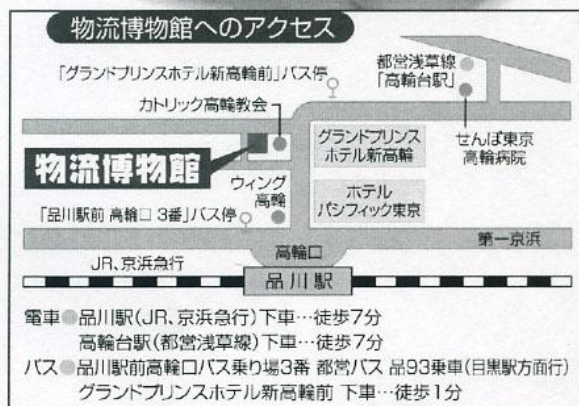 物流博物館へのアクセス
「グランドプリンスホテル新高輪前」バス停
都営浅草線
「高輪台駅」
カトリック高輪教会
グランドプリンス
ホテル新高輪
せんぽ東京
高輪病院
物流博物館
ウィング
高輪
ホテル
パシフィック東京
「品川駅前 高輪口 3番」バス停
第一京浜
高輪口
JR、京浜急行
品川駅
電車●品川駅(JR、京浜急行)下車…徒歩7分
高輪台駅(都営浅草線)下車…徒歩7分
バス●品川駅前高輪口バス乗り場3番 都営バス 品93乗車(目黒駅方面行)
グランドプリンスホテル新高輪前 下車…徒歩1分